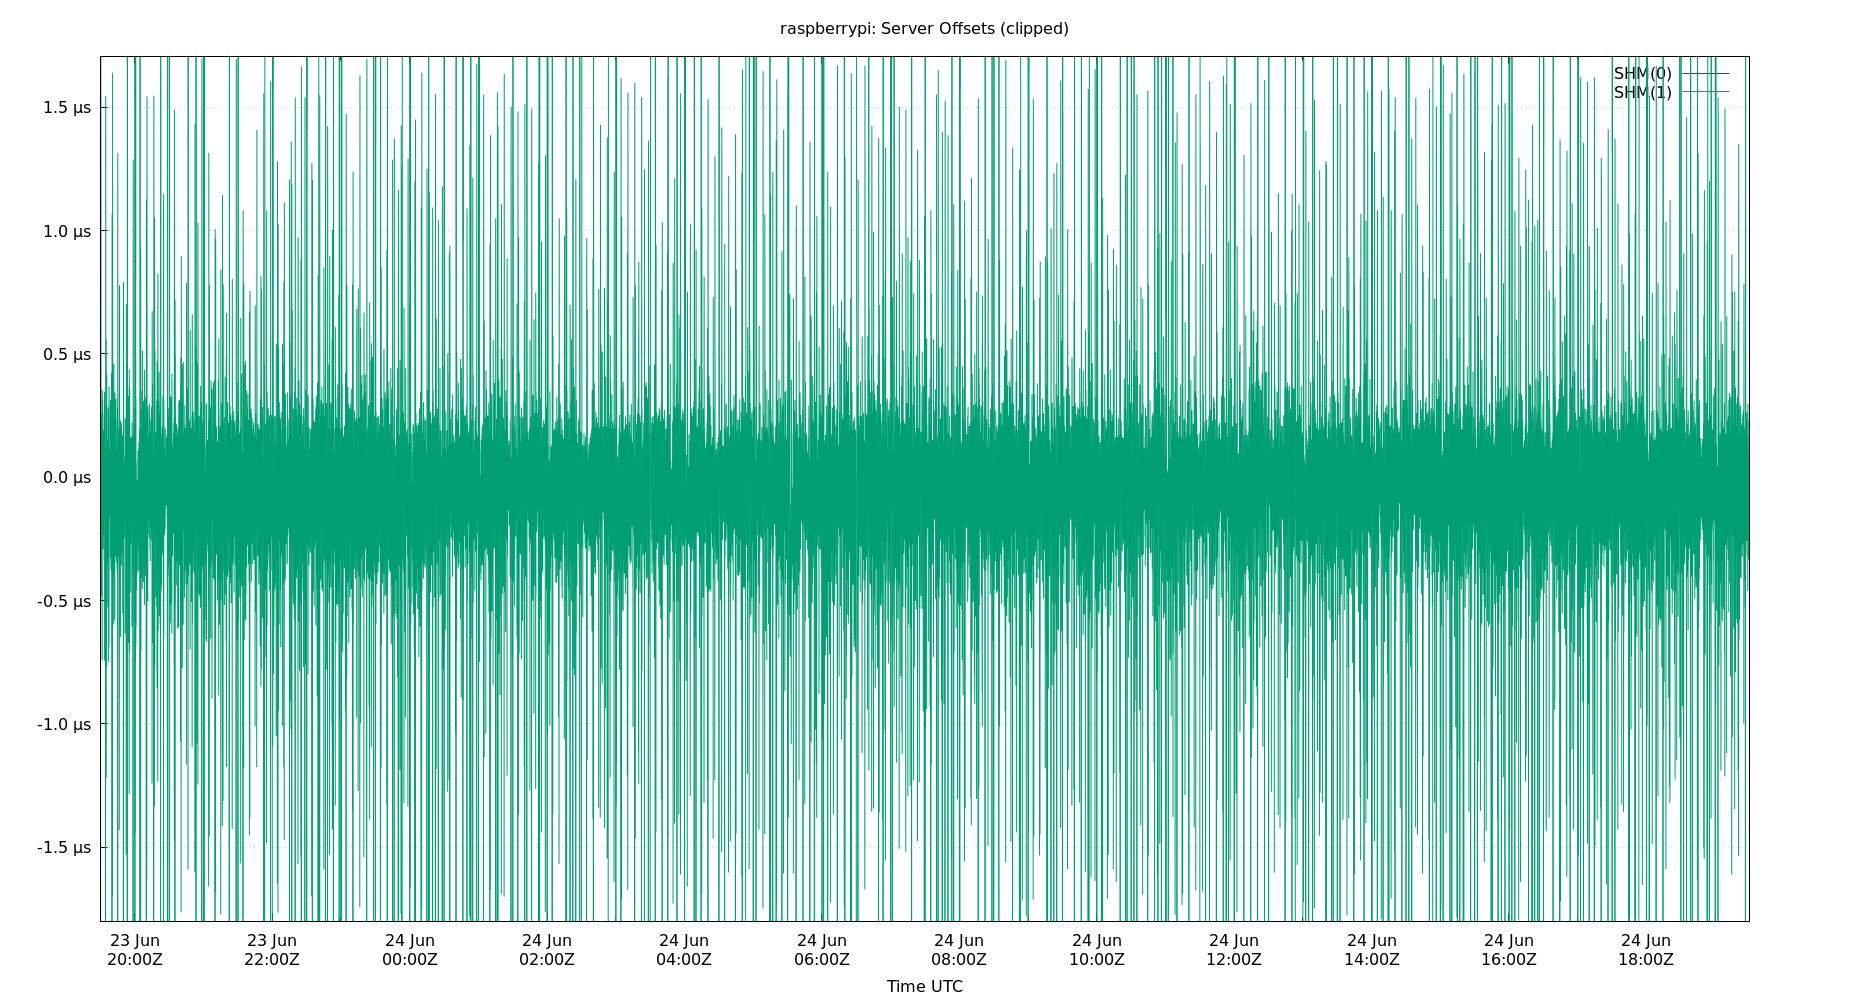 raspberrypi: Server Offsets (clipped)
SHM(0)
SHM(1)
1.5 µs
1.0 µs
0.5 µs
0.0 µs
-0.5 µs
-1.0 µs
-1.5 µs
23 Jun 23 Jun 24 Jun 24 Jun 24 Jun 24 Jun 24 Jun 24 Jun 24 Jun 24 Jun 24 Jun 24 Jun
20:00Z 22:00Z 00:00Z 02:00Z 04:00Z 06:00Z 08:00Z 10:00Z 12:00Z 14:00Z 16:00Z 18:00Z
Time UTC